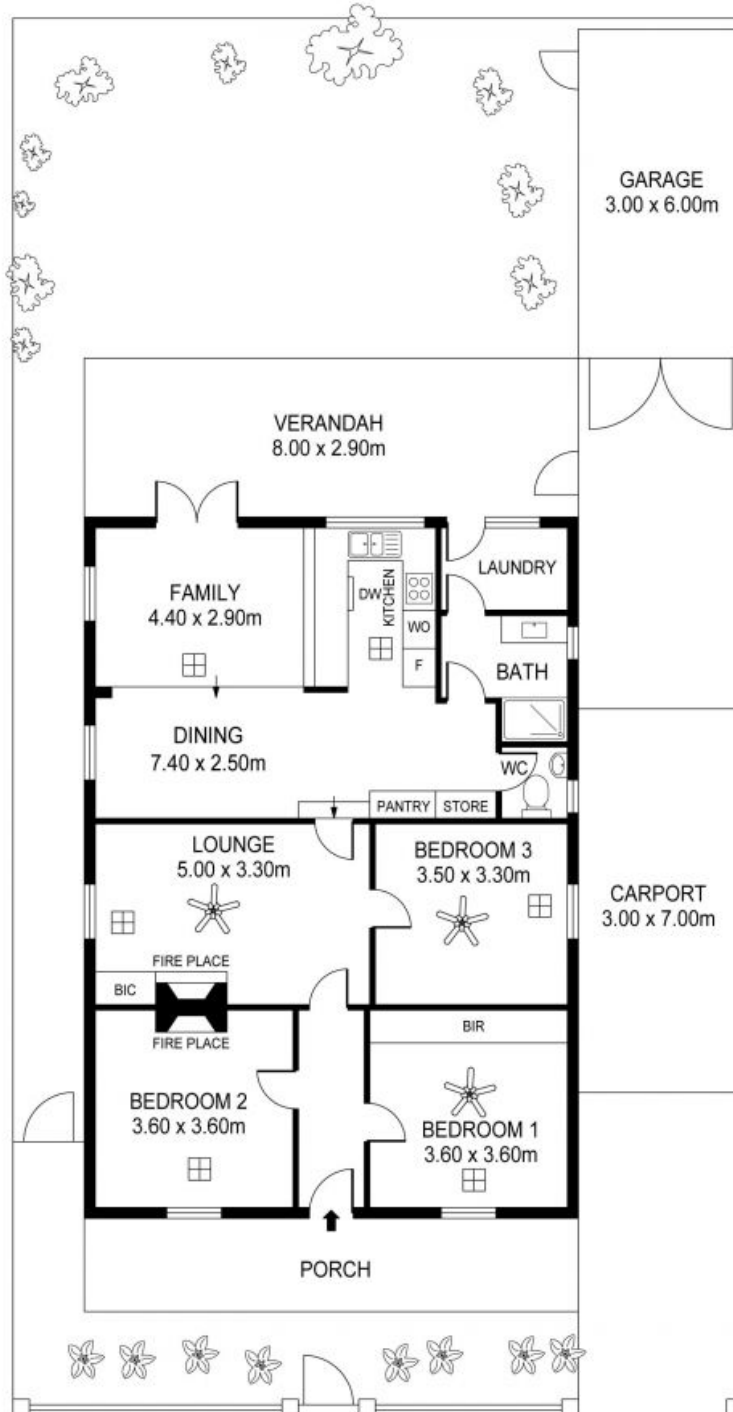 GARAGE
3.00 x 6.00m
VERANDAH
8.00 x 2.90m
FAMILY
4.40 x 2.90m
DW
KITCHEN
WO
F
LAUNDRY
BATH
DINING
7.40 x 2.50m
WC
PANTRY
STORE
LOUNGE
5.00 x 3.30m
BEDROOM 3
3.50 x 3.30m
CARPORT
3.00 x 7.00m
FIRE PLACE
BIC
FIRE PLACE
BIR
BEDROOM 2
3.60 x 3.60m
BEDROOM 1
3.60 x 3.60m
PORCH